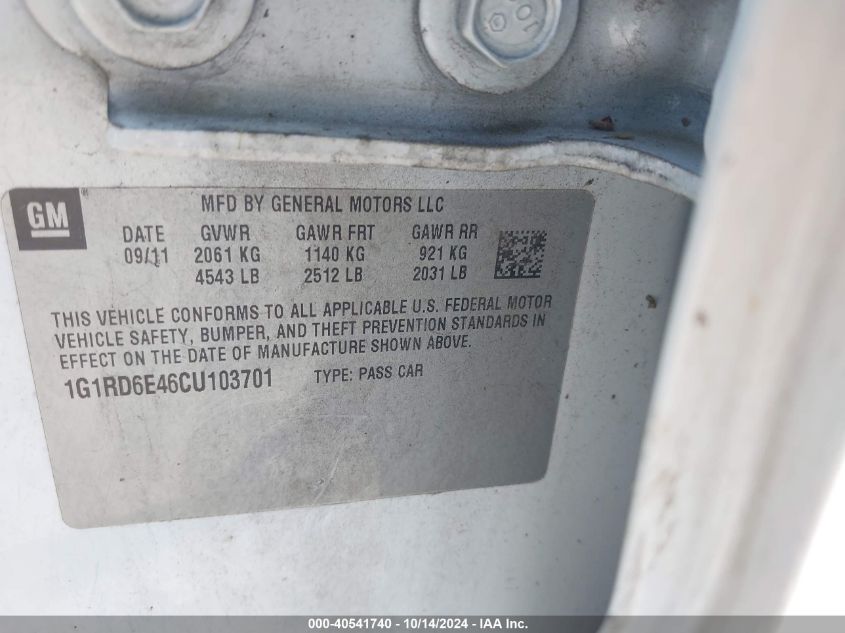 10.9
GM ®
MFD BY GENERAL MOTORS LLC
DATE GVWR GAWR FRT GAWR RR
09/11 2061 KG 1140 KG 921 KG
4543 LB 2512 LB 2031 LB
THIS VEHICLE CONFORMS TO ALL APPLICABLE U.S. FEDERAL MOTOR
VEHICLE SAFETY, BUMPER, AND THEFT PREVENTION STANDARDS IN
EFFECT ON THE DATE OF MANUFACTURE SHOWN ABOVE.
1G1RD6E46CU103701 TYPE: PASS CAR
000-40541740 - 10/14/2024 - IAA Inc.